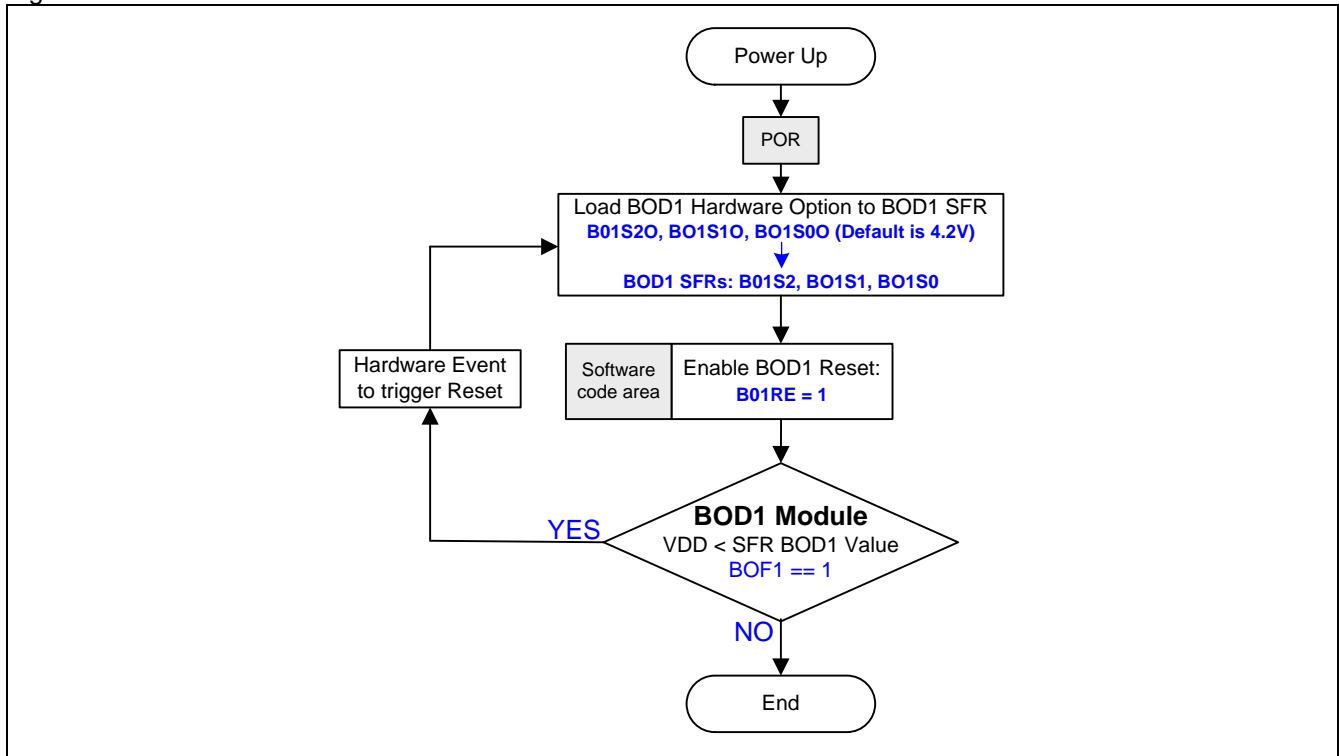 Power Up
POR
Load BOD1 Hardware Option to BOD1 SFR
B01S2O, BO1S1O, BO1S0O (Default is 4.2V)
BOD1 SFRs: B01S2, BO1S1, BO1S0
Hardware Event
to trigger Reset
Software
code area
Enable BOD1 Reset:
B01RE = 1
BOD1 Module
VDD < SFR BOD1 Value
BOF1 == 1
YES
NO
End